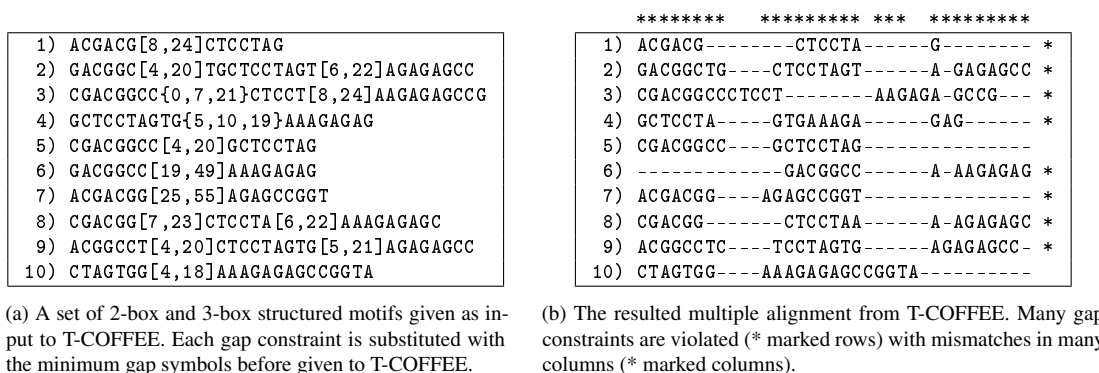 1) ACGACG[8,24]CTCCTAG
2) GACGGC[4,20]TGCTCCTAGT[6,22]AGAGAGCC
3) CGACGGCC{0,7,21}CTCCT[8,24]AAGAGAGCCG
4) GCTCCTAGTG{5,10,19}AAAGAGAG
5) CGACGGCC[4,20]GCTCCTAG
6) GACGGCC[19,49]AAAGAGAG
7) ACGACGG[25,55]AGAGCCGGT
8) CGACGG[7,23]CTCCTA[6,22]AAAGAGAGC
9) ACGGCCT[4,20]CTCCTAGTG[5,21]AGAGAGCC
10) CTAGTGG[4,18]AAAGAGAGCCGGTA
(a) A set of 2-box and 3-box structured motifs given as in-
put to T-COFFEE. Each gap constraint is substituted with
the minimum gap symbols before given to T-COFFEE.
******** ********* *** *********
1) ACGACG--------CTCCTA------G-------- *
2) GACGGCTG----CTCCTAGT------A-GAGAGCC *
3) CGACGGCCCTCCT--------AAGAGA-GCCG--- *
4) GCTCCTA-----GTGAAAGA------GAG------ *
5) CGACGGCC----GCTCCTAG---------------
6) -------------GACGGCC------A-AAGAGAG *
7) ACGACGG---AGAGCCGGT---------------- *
8) CGACGG-------CTCCTAA------A-AGAGAGC *
9) ACGGCCTC----TCCTAGTG------AGAGAGCC- *
10) CTAGTGG----AAAGAGAGCCGGTA----------
(b) The resulted multiple alignment from T-COFFEE. Many gap
constraints are violated (* marked rows) with mismatches in many
columns (* marked columns).